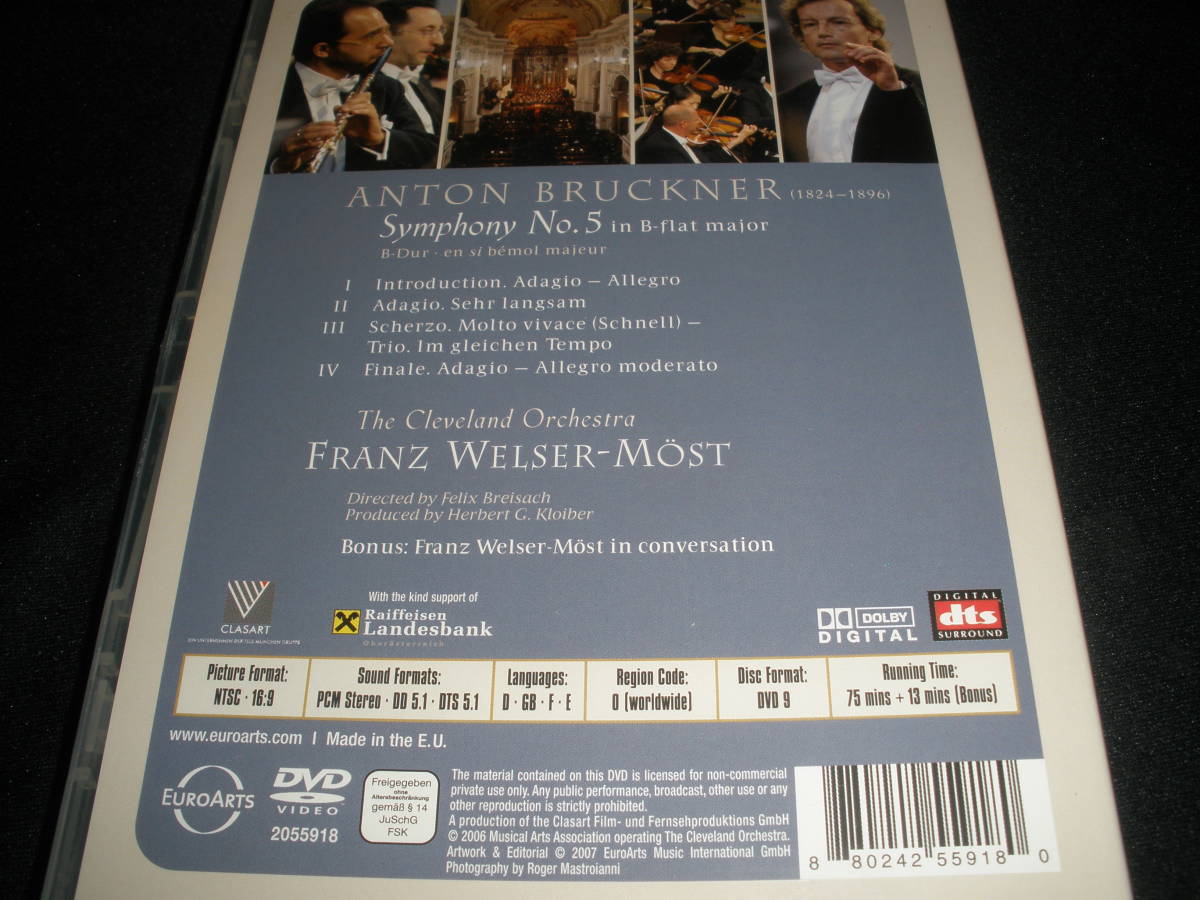 ANTON BRUCKNER (1824–1896)
Symphony No. 5 in B-flat major
B-Dur · en si bémol majeur
I Introduction. Adagio – Allegro
II Adagio. Sehr langsam
III Scherzo. Molto vivace (Schnell) –
Trio. Im gleichen Tempo
IV Finale. Adagio – Allegro moderato
The Cleveland Orchestra
FRANZ WELSER-MÖST
Directed by Felix Breisach
Produced by Herbert G. Kloiber
Bonus: Franz Welser-Möst in conversation
CLASART
EIN UNTERNEHMEN DER TELE MÜNCHEN GRUPPE
With the kind support of
Raiffeisen
Landesbank
Oberösterreich
DOLBY
DIGITAL
DIGITAL
dts
SURROUND
Picture Format:
NTSC · 16:9
Sound Formats:
PCM Stereo · DD 5.1 · DTS 5.1
Languages:
D · GB · F · E
Region Code:
0 (worldwide)
Disc Format:
DVD 9
Running Time:
75 mins + 13 mins (Bonus)
www.euroarts.com I Made in the E.U.
EUROARTS
DVD
VIDEO
2055918
Freigegeben
ohne
Altersbeschränkung
gemäß § 14
JuSchG
FSK
The material contained on this DVD is licensed for non-commercial
private use only. Any public performance, broadcast, other use or any
other reproduction is strictly prohibited.
A production of the Clasart Film- und Fernsehproduktions GmbH
© 2006 Musical Arts Association operating The Cleveland Orchestra.
Artwork & Editorial © 2007 EuroArts Music International GmbH
Photography by Roger Mastroianni
8 80242 55918 0